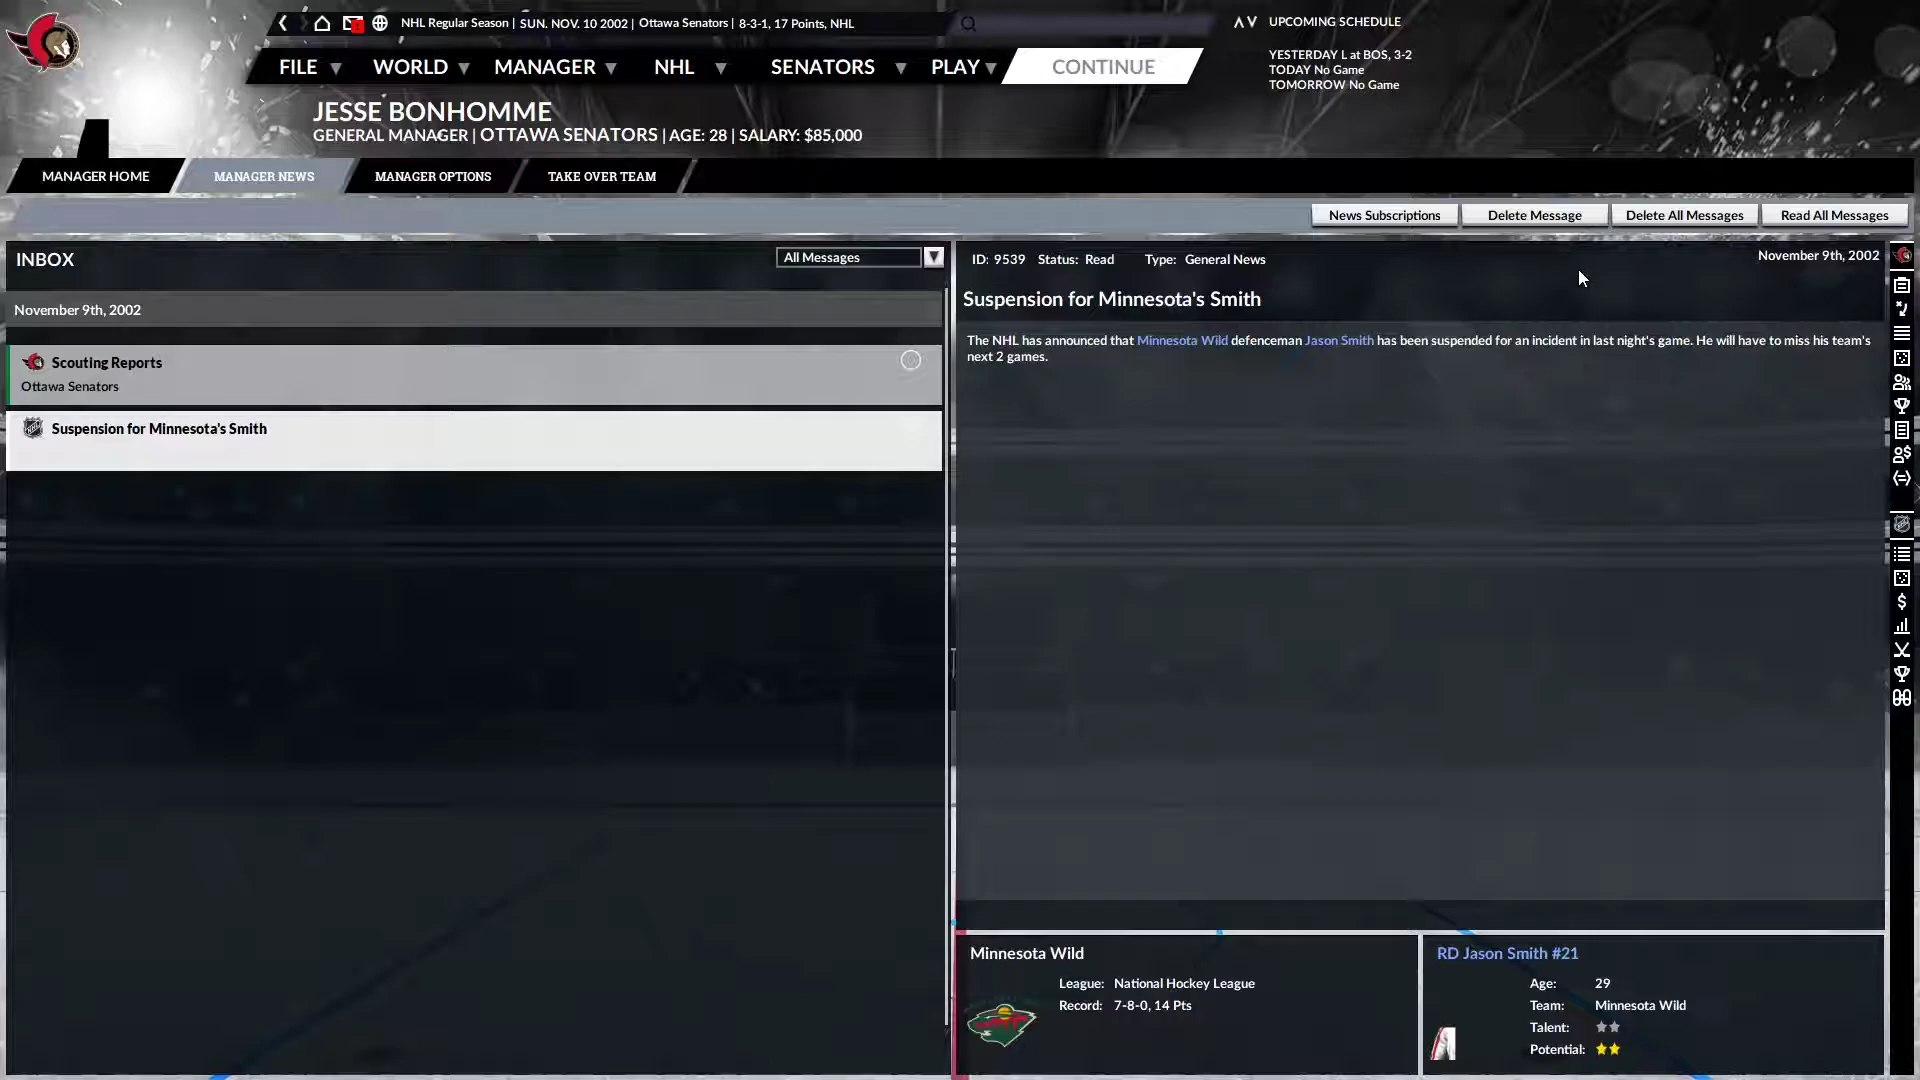 NHL Regular Season | SUN. NOV. 10 2002 | Ottawa Senators | 8-3-1, 17 Points, NHL
UPCOMING SCHEDULE
YESTERDAY L at BOS, 3-2
TODAY No Game
TOMORROW No Game
FILE WORLD MANAGER NHL SENATORS PLAY CONTINUE
JESSE BONHOMME
GENERAL MANAGER | OTTAWA SENATORS | AGE: 28 | SALARY: $85,000
MANAGER HOME MANAGER NEWS MANAGER OPTIONS TAKE OVER TEAM
News Subscriptions Delete Message Delete All Messages Read All Messages
INBOX
All Messages
November 9th, 2002
Scouting Reports
Ottawa Senators
Suspension for Minnesota's Smith
ID: 9539 Status: Read Type: General News
November 9th, 2002
Suspension for Minnesota's Smith
The NHL has announced that Minnesota Wild defenceman Jason Smith has been suspended for an incident in last night's game. He will have to miss his team's
next 2 games.
Minnesota Wild
League: National Hockey League
Record: 7-8-0, 14 Pts
RD Jason Smith #21
Age: 29
Team: Minnesota Wild
Talent:
Potential: